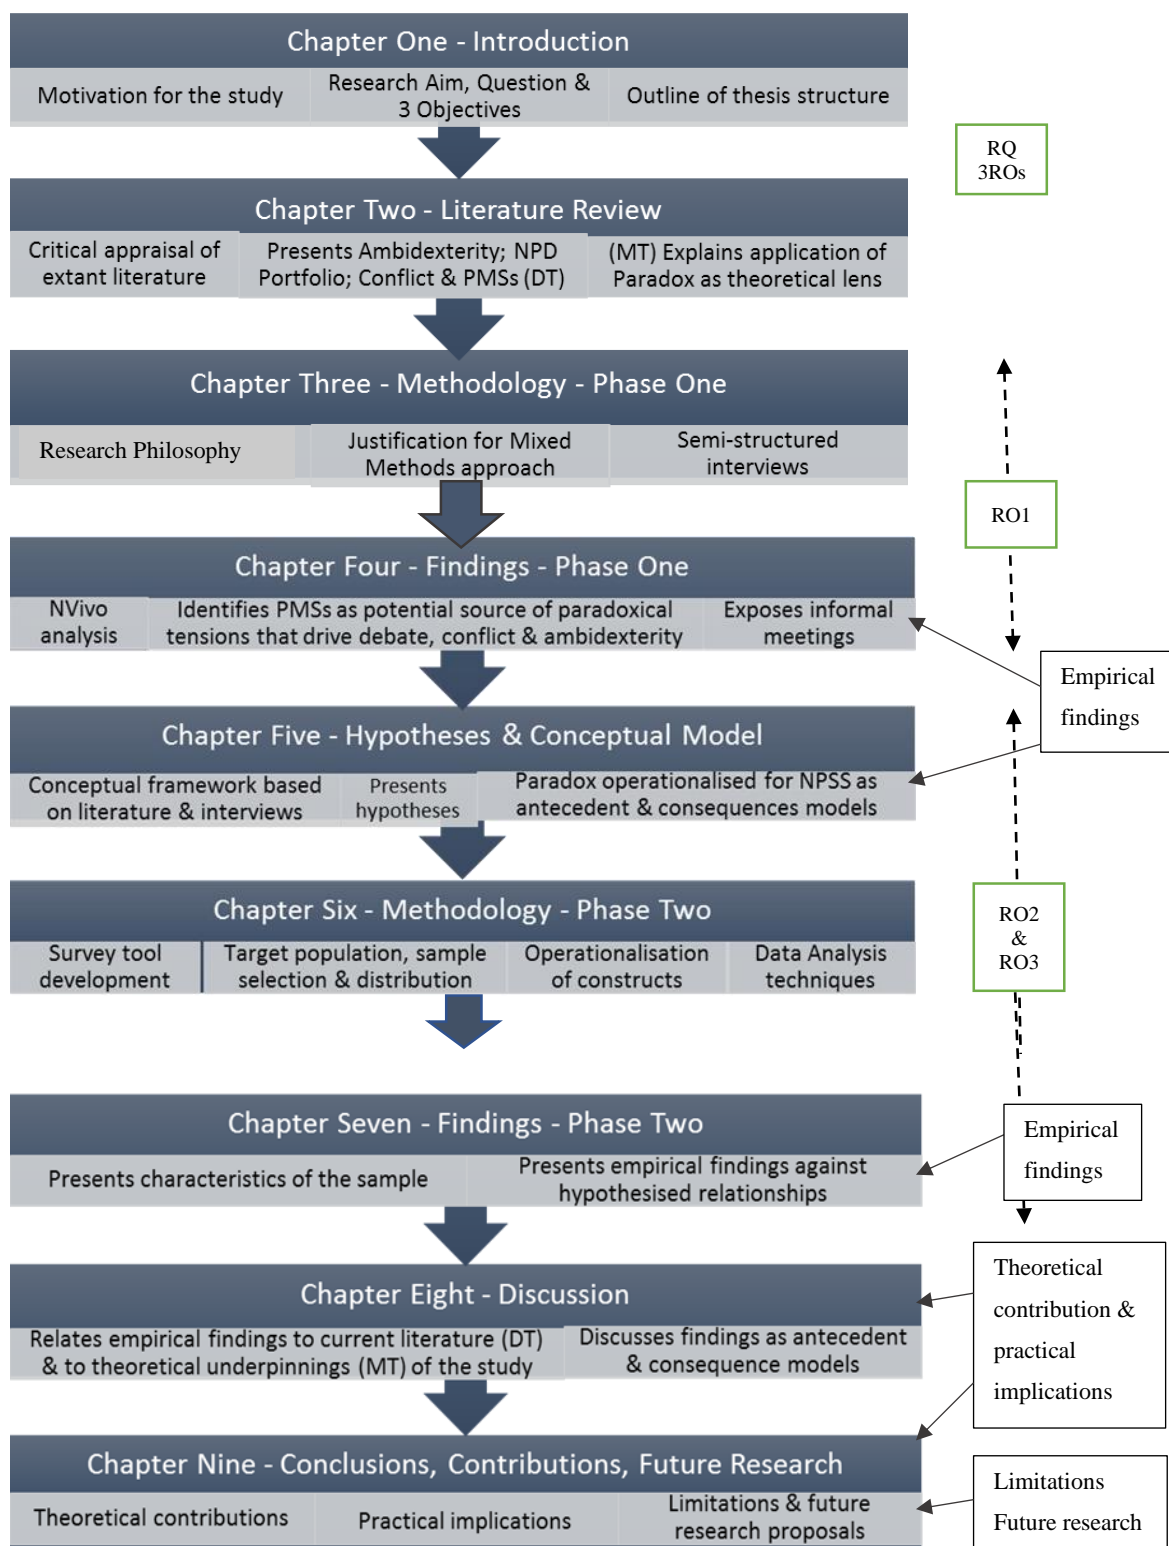 Chapter One - Introduction
Motivation for the study
Research Aim, Question &
3 Objectives
Outline of thesis structure
RQ
3ROs
Chapter Two - Literature Review
Critical appraisal of
extant literature
Presents Ambidexterity; NPD
Portfolio; Conflict & PMSs (DT)
(MT) Explains application of
Paradox as theoretical lens
Chapter Three - Methodology - Phase One
Research Philosophy
Justification for Mixed
Methods approach
Semi-structured
interviews
RO1
Chapter Four - Findings - Phase One
NVivo
analysis
Identifies PMSs as potential source of paradoxical
tensions that drive debate, conflict & ambidexterity
Exposes informal
meetings
Empirical
findings
Chapter Five - Hypotheses & Conceptual Model
Conceptual framework based
on literature & interviews
Presents
hypotheses
Paradox operationalised for NPSS as
antecedent & consequences models
Chapter Six - Methodology - Phase Two
Survey tool
development
Target population, sample
selection & distribution
Operationalisation
of constructs
Data Analysis
techniques
RO2
&
RO3
Chapter Seven - Findings - Phase Two
Presents characteristics of the sample
Presents empirical findings against
hypothesised relationships
Empirical
findings
Chapter Eight - Discussion
Relates empirical findings to current literature (DT)
& to theoretical underpinnings (MT) of the study
Discusses findings as antecedent
& consequence models
Theoretical
contribution &
practical
implications
Chapter Nine - Conclusions, Contributions, Future Research
Theoretical contributions
Practical implications
Limitations & future
research proposals
Limitations
Future research